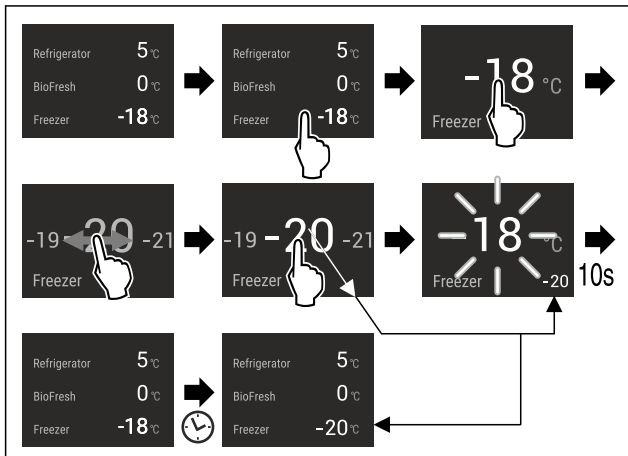 Refrigerator 5°C
BioFresh 0°C
Freezer -18°C
Refrigerator 5°C
BioFresh 0°C
Freezer -18°C
-18 °C
Freezer
-19 -20 -21
Freezer
-19 -20 -21
Freezer
-18 °C
Freezer -20
10s
Refrigerator 5°C
BioFresh 0°C
Freezer -18°C
Refrigerator 5°C
BioFresh 0°C
Freezer -20°C